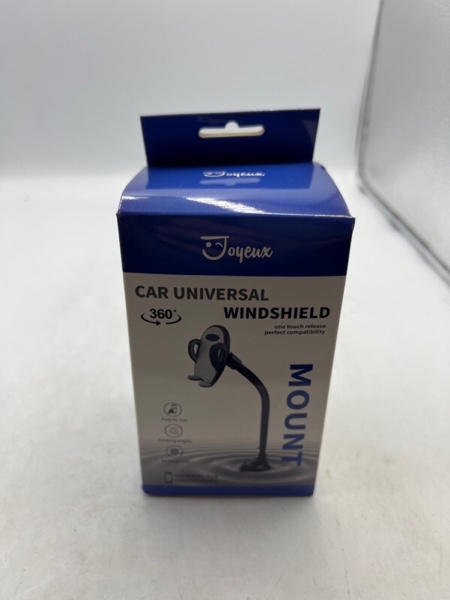 Joyeux
Joyeux
CAR UNIVERSAL
360°
WINDSHIELD
one touch release
perfect compatibility
MOUNT